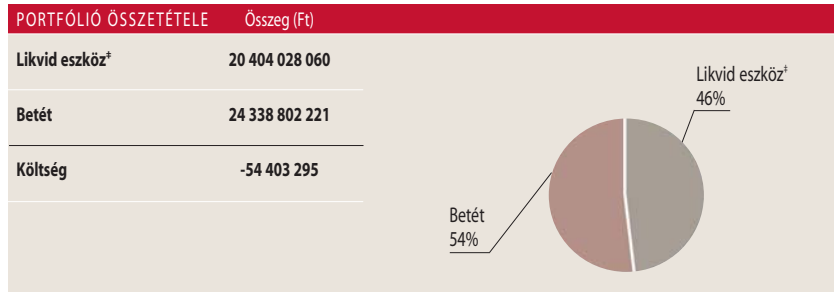 PORTFÓLIÓ ÖSSZETÉTELE Összeg (Ft)
Likvid eszköz‡ 20 404 028 060
Betét 24 338 802 221
Költség -54 403 295
Likvid eszköz‡
46%
Betét
54%